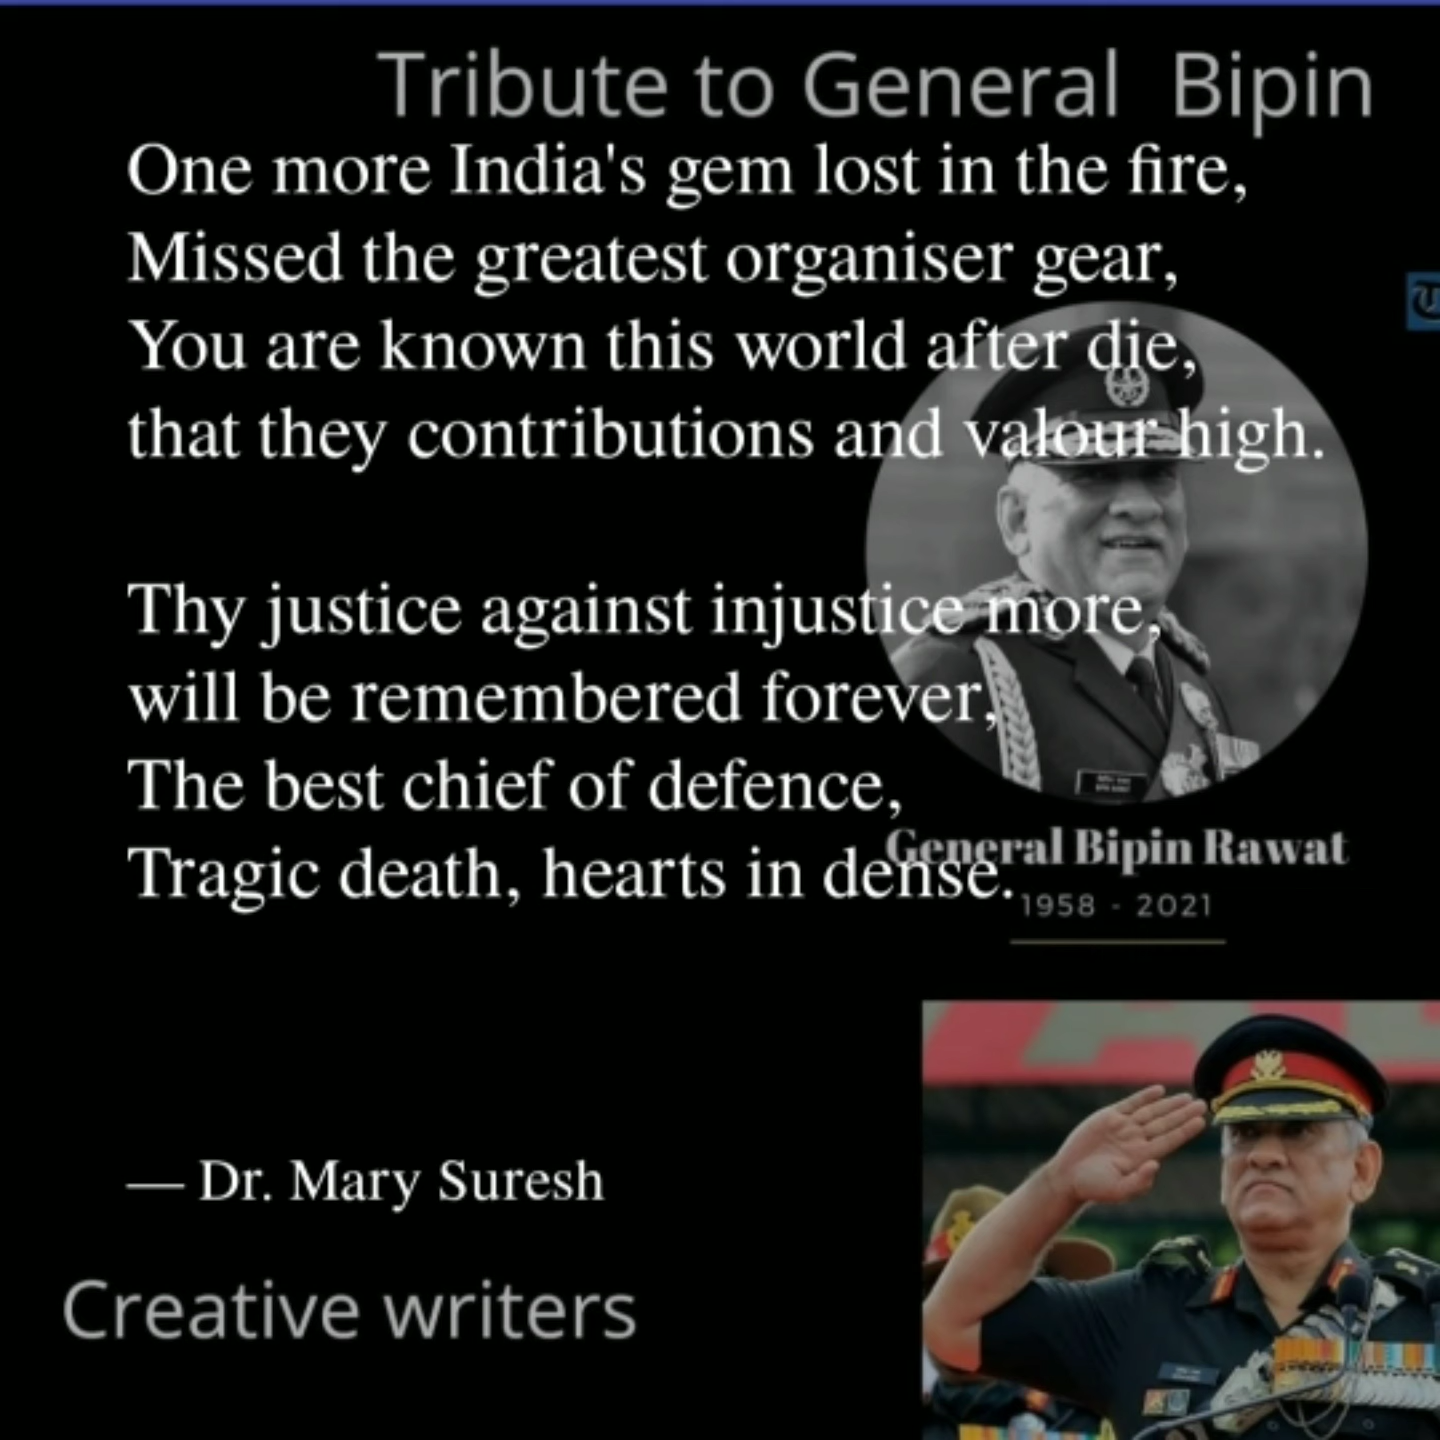 Tribute to General Bipin
One more India's gem lost in the fire,
Missed the greatest organiser gear,
You are known this world after die,
that they contributions and valour high.
Thy justice against injustice more,
will be remembered forever,
The best chief of defence,
Tragic death, hearts in dense.
General Bipin Rawat
1958 - 2021
— Dr. Mary Suresh
Creative writers